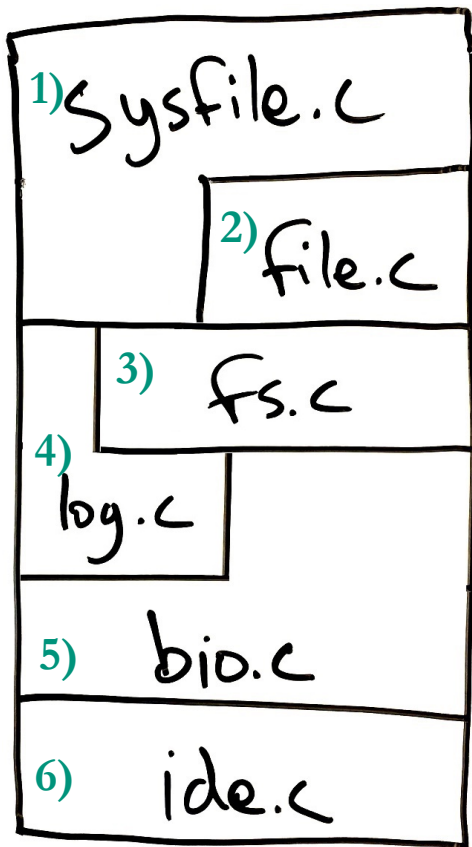 1) sysfile.c
2) file.c
3) fs.c
4)
log.c
5) bio.c
6) ide.c